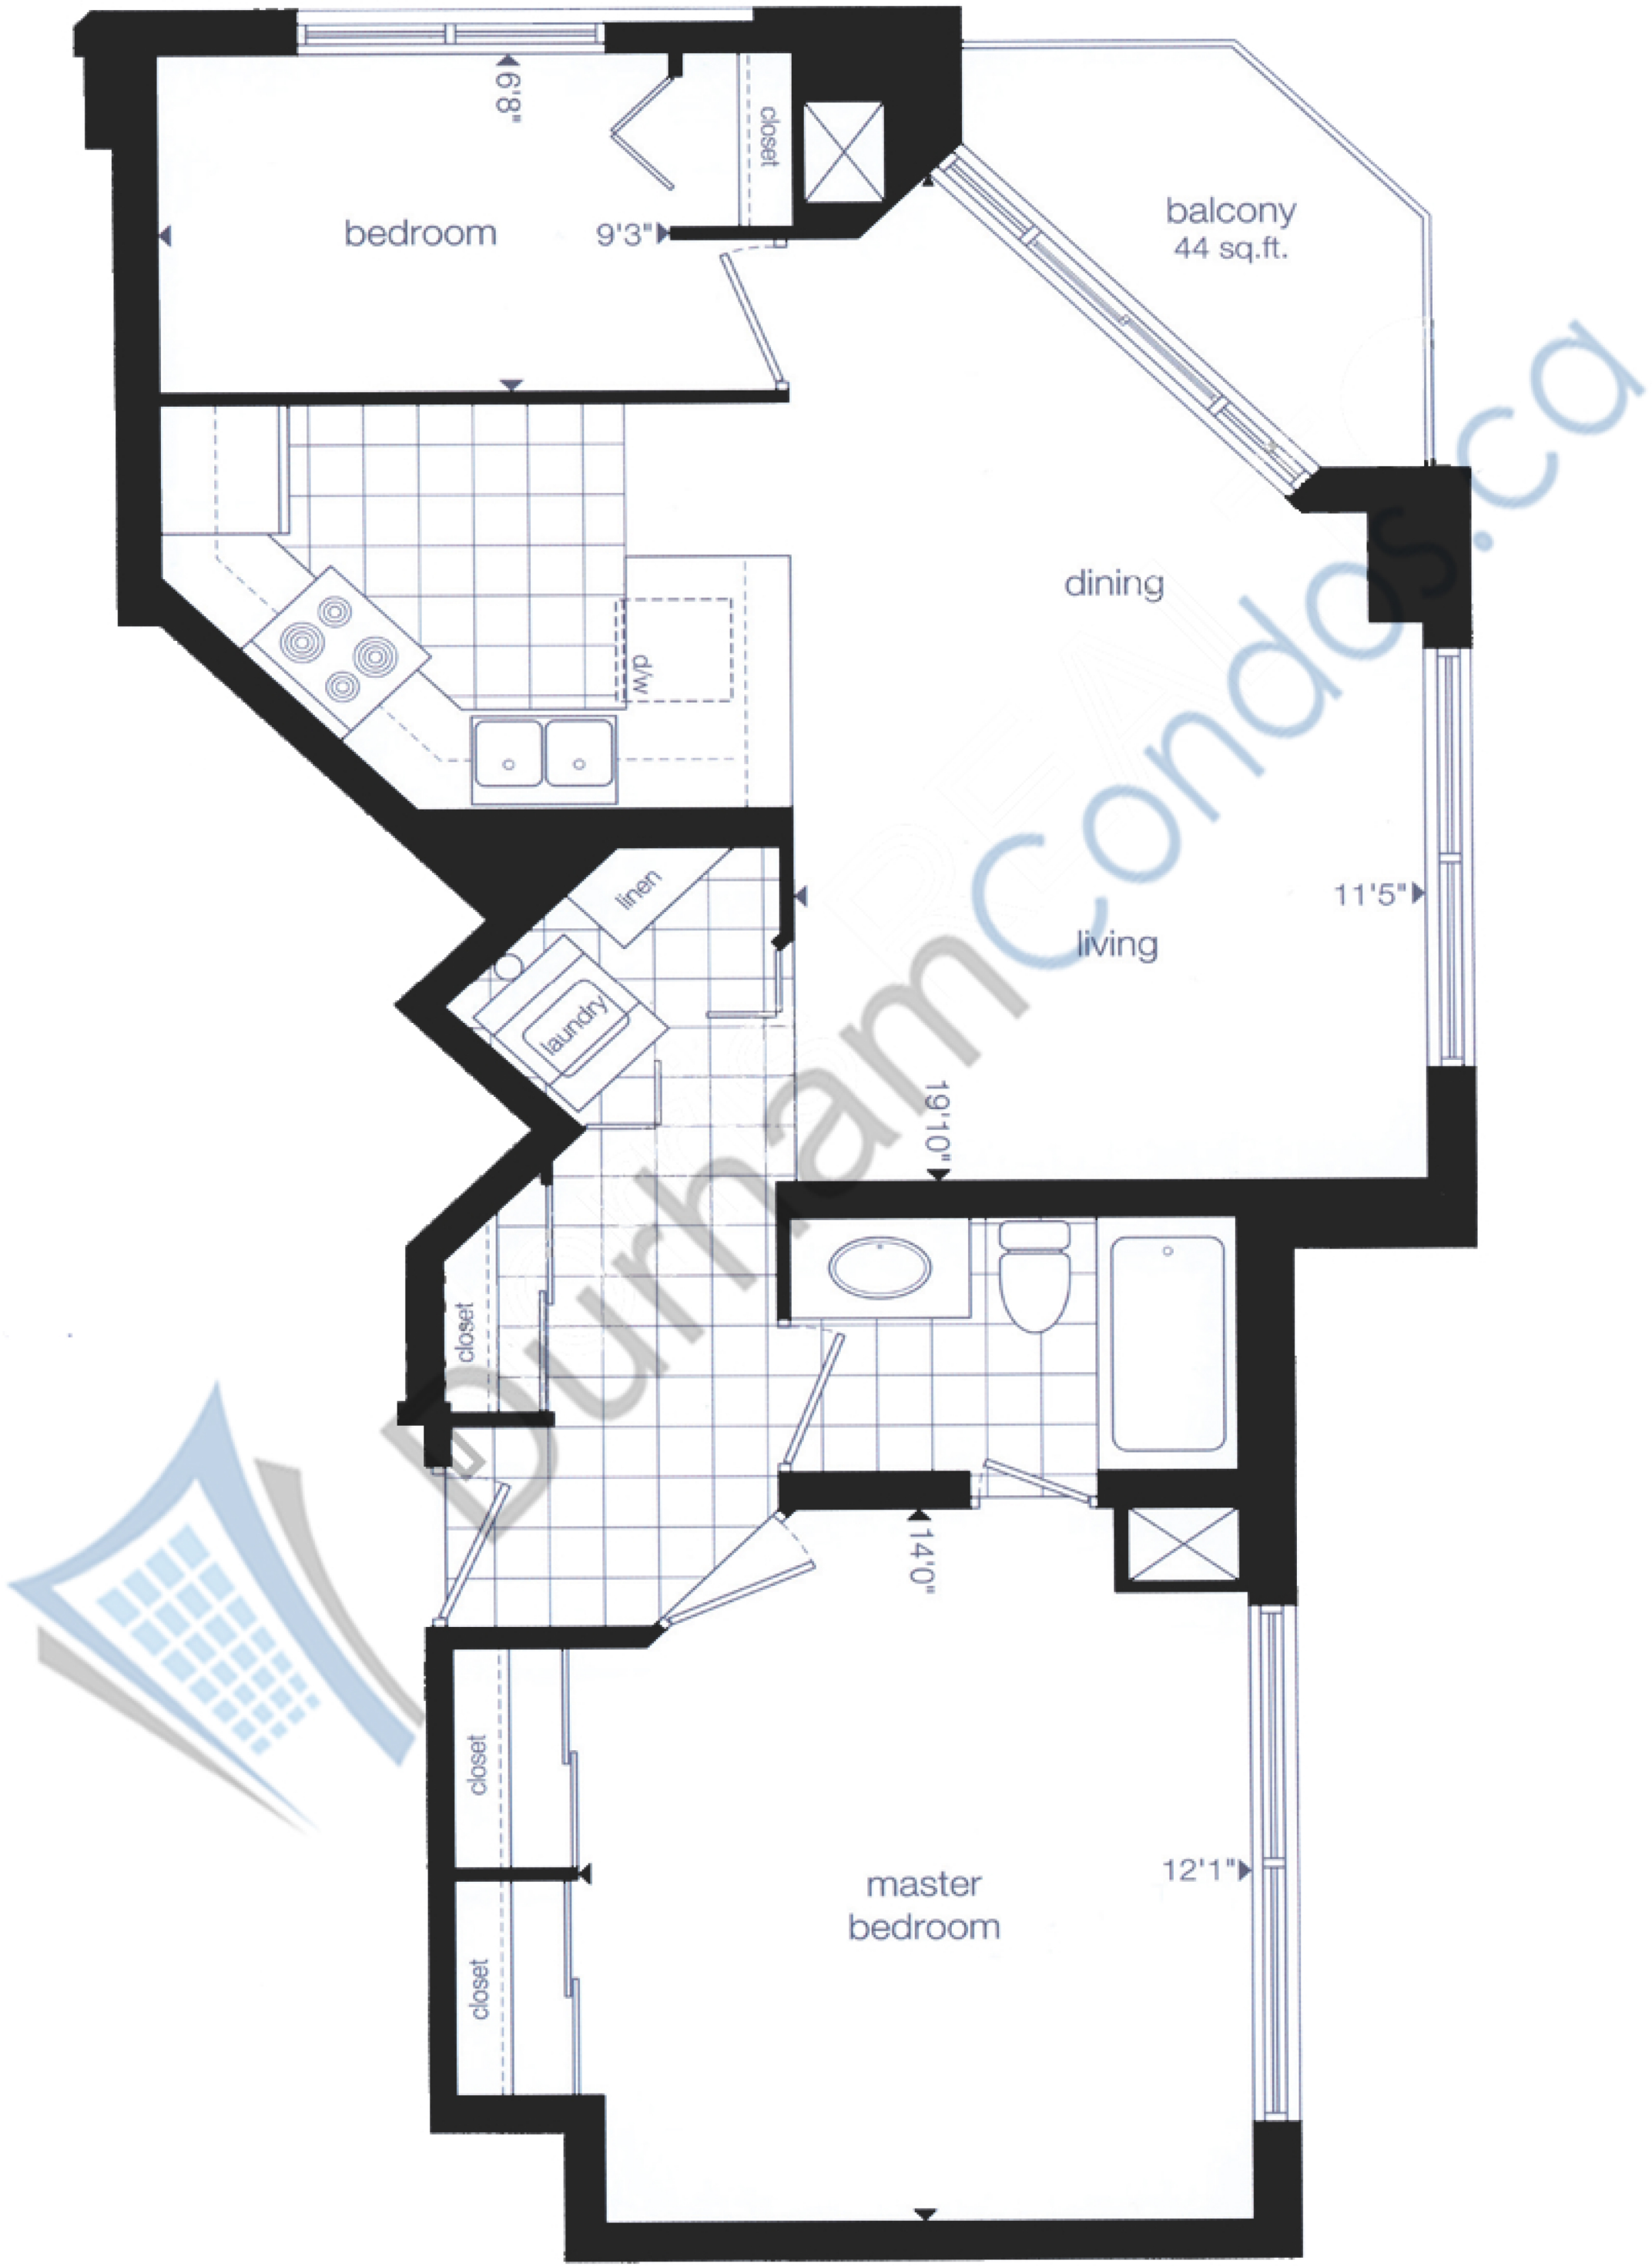 6'8"
closet
bedroom
9'3"
balcony
44 sq.ft.
dining
d/w
linen
11'5"
living
laundry
19'10"
closet
14'0"
closet
master
bedroom
12'1"
closet
DurhamCondos.ca